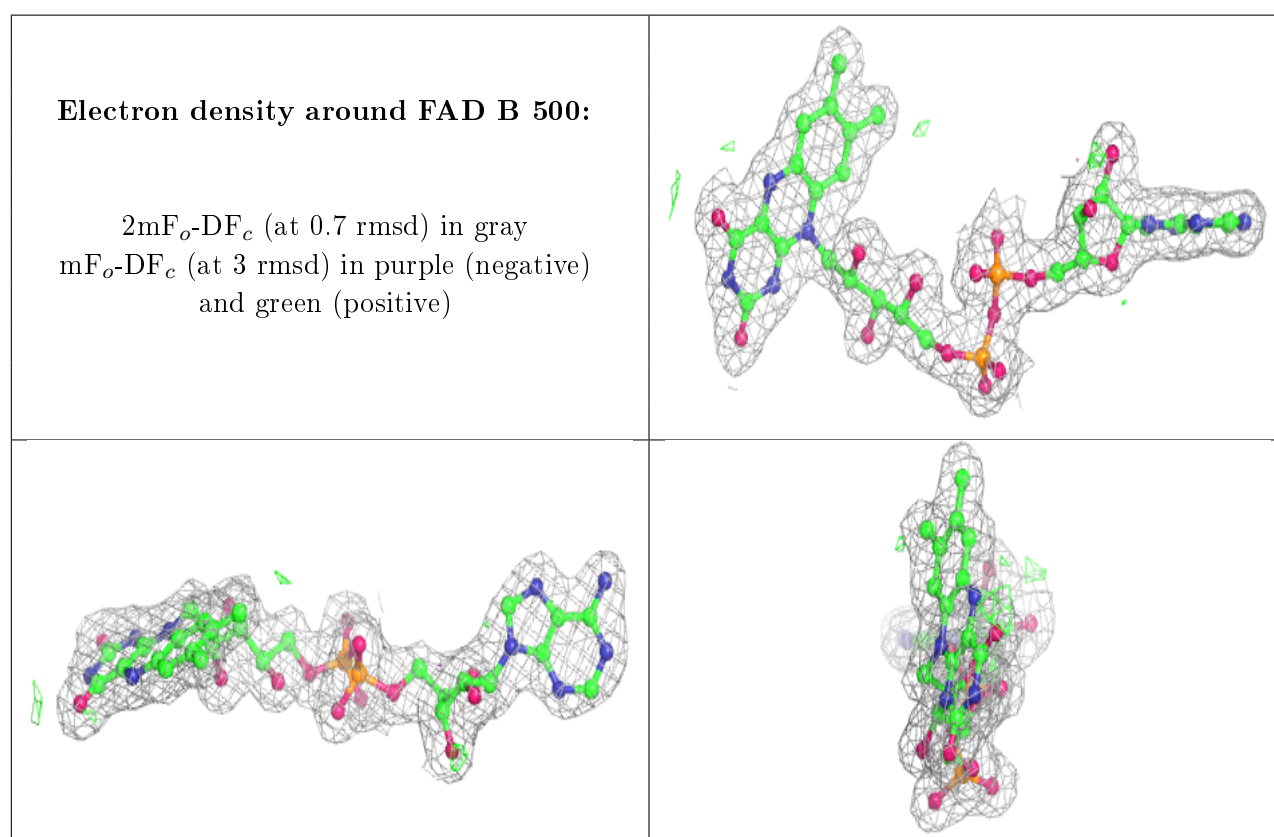 Electron density around FAD B 500:
2mFₒ-DF𝑐 (at 0.7 rmsd) in gray
mFₒ-DF𝑐 (at 3 rmsd) in purple (negative)
and green (positive)